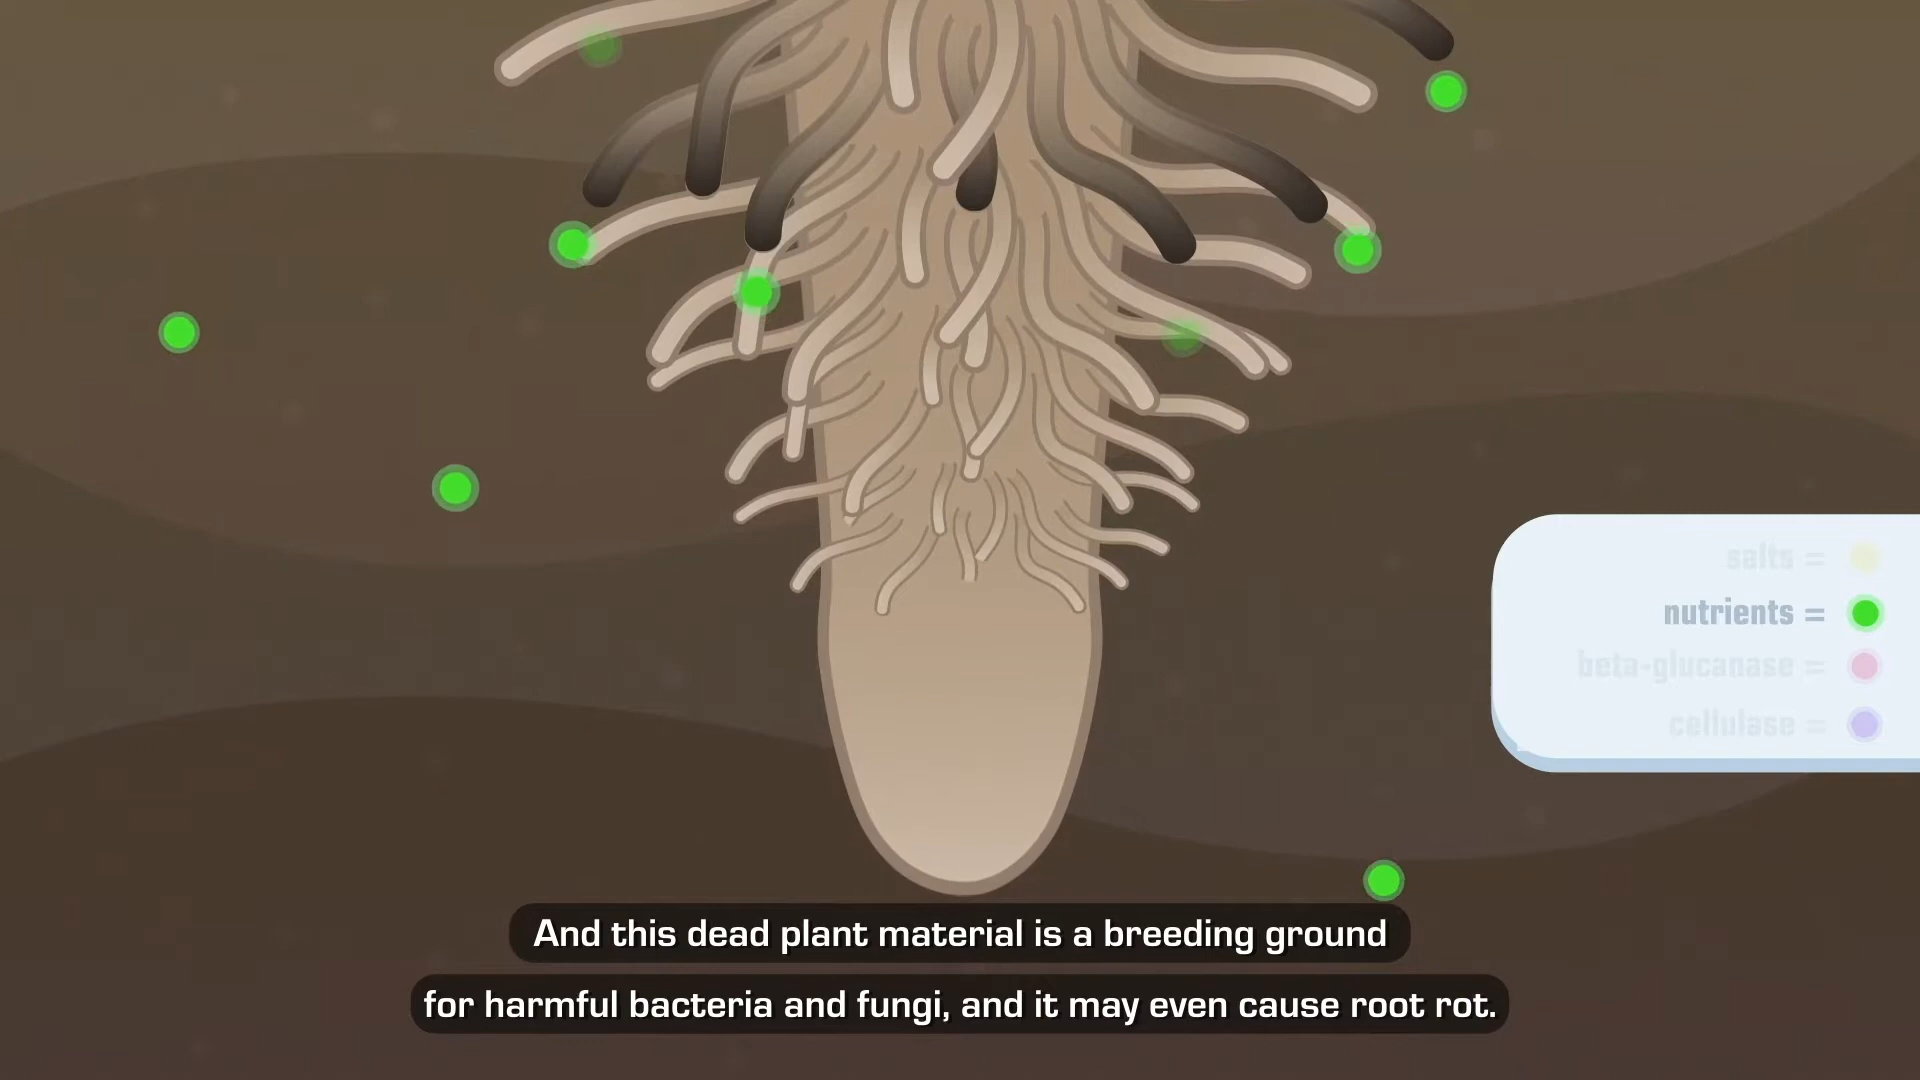 salts =
nutrients =
beta-glucanase =
cellulase =
And this dead plant material is a breeding ground
for harmful bacteria and fungi, and it may even cause root rot.